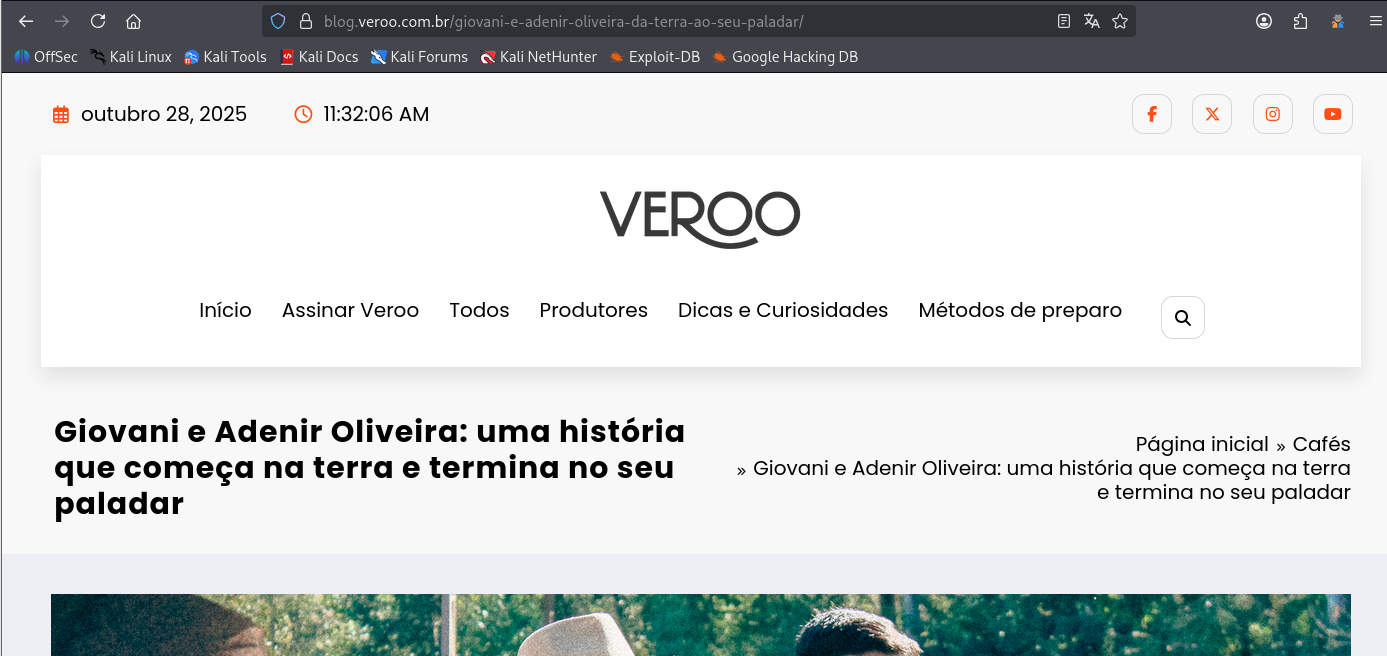 blog.veroo.com.br/giovani-e-adenir-oliveira-da-terra-ao-seu-paladar/
OffSec Kali Linux Kali Tools Kali Docs Kali Forums Kali NetHunter Exploit-DB Google Hacking DB
outubro 28, 2025 11:32:06 AM
VEROO
Início Assinar Veroo Todos Produtores Dicas e Curiosidades Métodos de preparo
Giovani e Adenir Oliveira: uma história
que começa na terra e termina no seu
paladar
Página inicial » Cafés
» Giovani e Adenir Oliveira: uma história que começa na terra
e termina no seu paladar